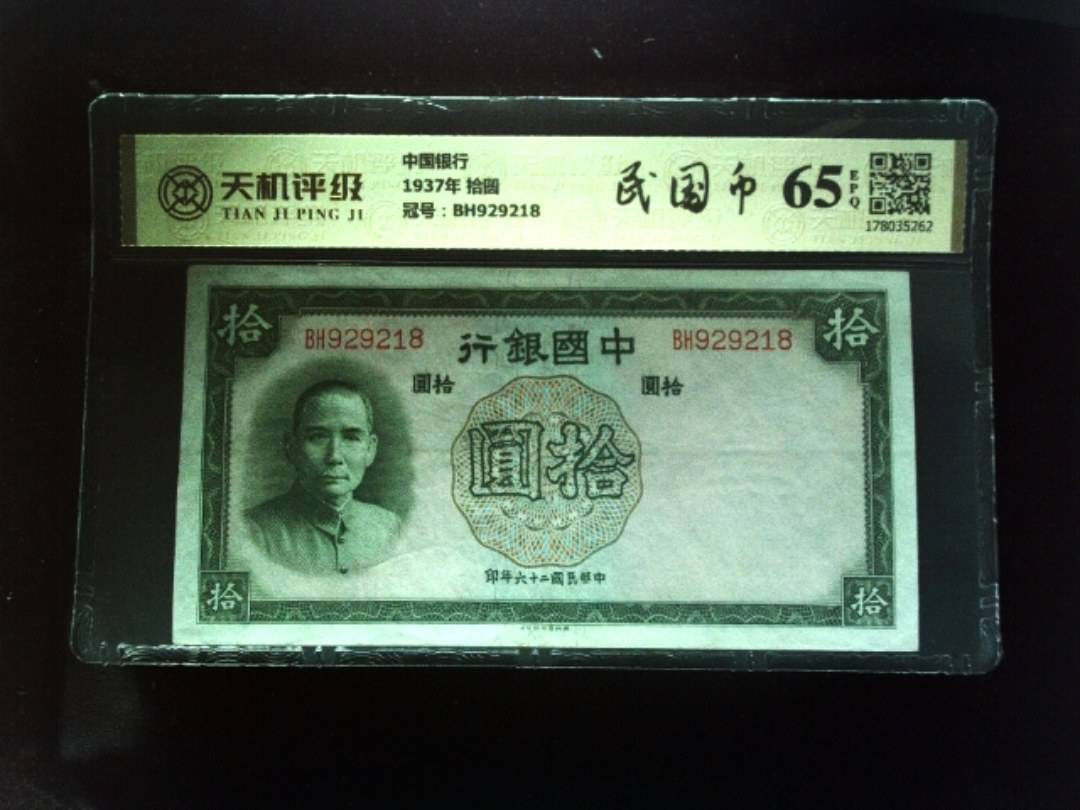 天机评级
TIAN JI PING JI
中国银行
1937年 拾圆
冠号：BH929218
民国币
65
EPQ
178035262
拾
拾
BH929218
行銀國中
BH929218
圓拾
圓拾
圓拾
印年六十二國民華中
拾
拾